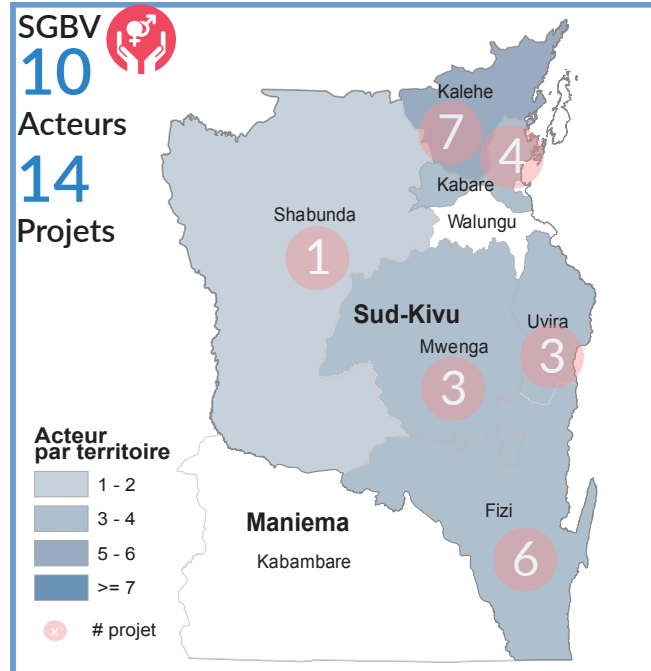 SGBV
10
Acteurs
14
Projets
Kalehe
7
4
Kabare
Walungu
Shabunda
1
Sud-Kivu
Uvira
3
Mwenga
3
Fizi
6
Maniema
Kabambare
Acteur
par territoire
1 - 2
3 - 4
5 - 6
>= 7
x # projet